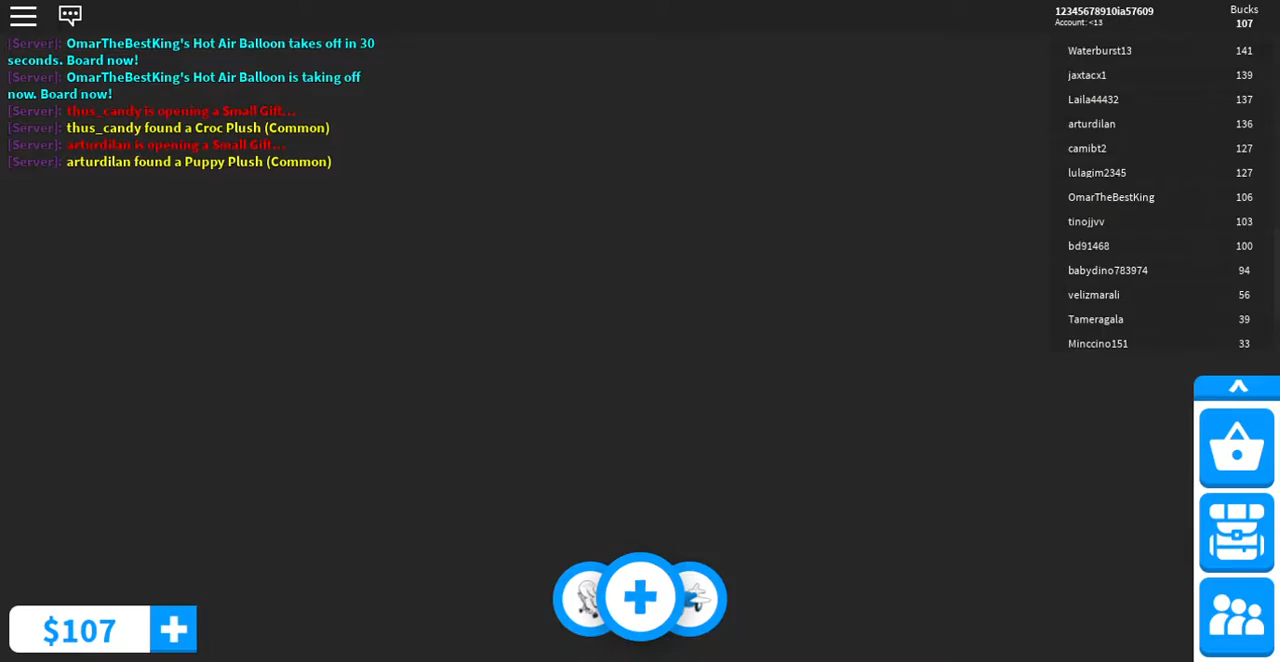 [Server]: OmarTheBestKing's Hot Air Balloon takes off in 30
seconds. Board now!
[Server]: OmarTheBestKing's Hot Air Balloon is taking off
now. Board now!
[Server]: thus_candy is opening a Small Gift...
[Server]: thus_candy found a Croc Plush (Common)
[Server]: arturdilan is opening a Small Gift...
[Server]: arturdilan found a Puppy Plush (Common)
12345678910ia57609 Bucks
Account: <13 107
Waterburst13 141
jaxtacx1 139
Laila44432 137
arturdilan 136
camibt2 127
lulagim2345 127
OmarTheBestKing 106
tinojjvv 103
bd91468 100
babydino783974 94
velizmarali 56
Tameragala 39
Minccino151 33
$107